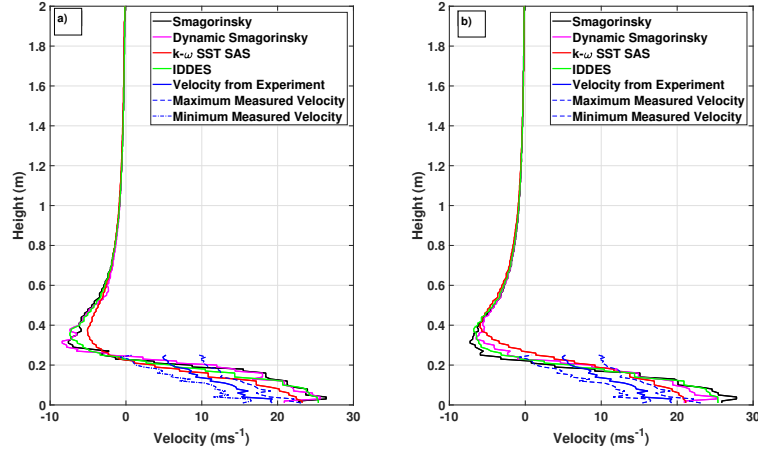 a)
Smagorinsky
Dynamic Smagorinsky
k-ω SST SAS
IDDES
Velocity from Experiment
Maximum Measured Velocity
Minimum Measured Velocity
2
1.8
1.6
1.4
1.2
1
0.8
0.6
0.4
0.2
0
Height (m)
-10
0
10
20
30
Velocity (ms⁻¹)
b)
Smagorinsky
Dynamic Smagorinsky
k-ω SST SAS
IDDES
Velocity from Experiment
Maximum Measured Velocity
Minimum Measured Velocity
2
1.8
1.6
1.4
1.2
1
0.8
0.6
0.4
0.2
0
Height (m)
-10
0
10
20
30
Velocity (ms⁻¹)